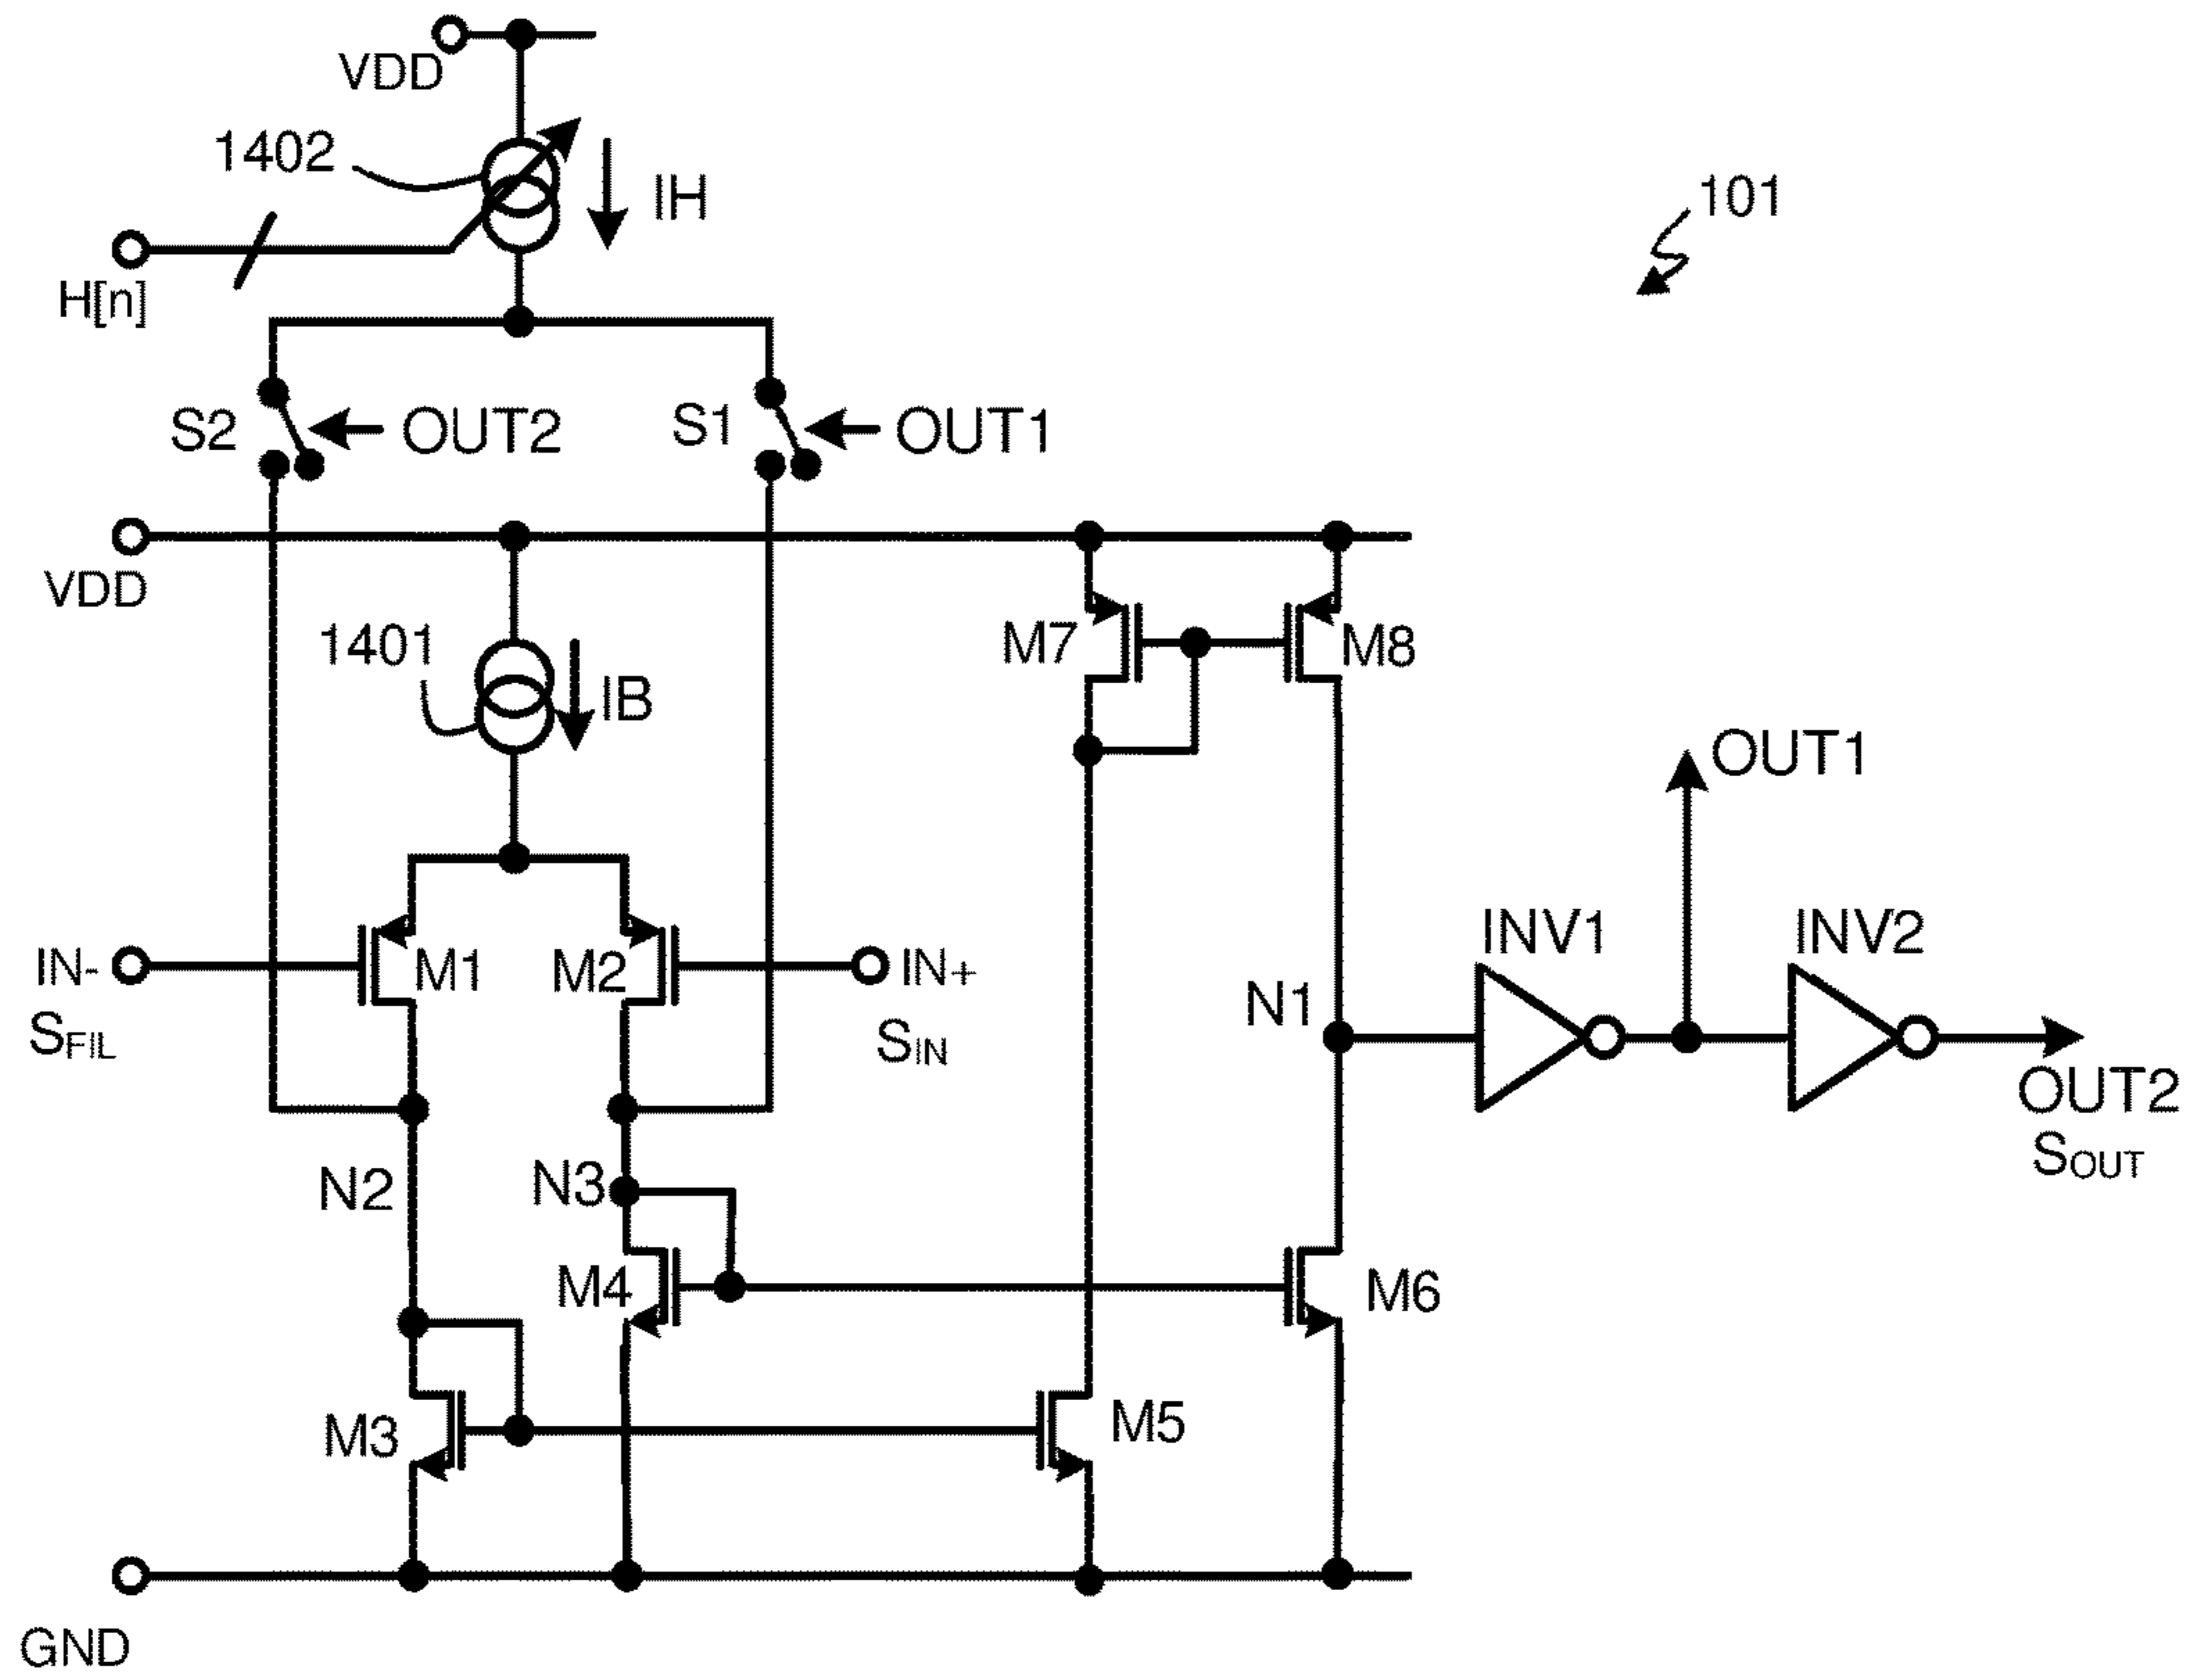 VDD
1402
IH
101
H[n]
S2
OUT2
S1
OUT1
VDD
1401
IB
M7
M8
OUT1
IN-
SFIL
M1
M2
IN+
SIN
N1
INV1
INV2
OUT2
SOUT
N2
N3
M4
M6
M3
M5
GND